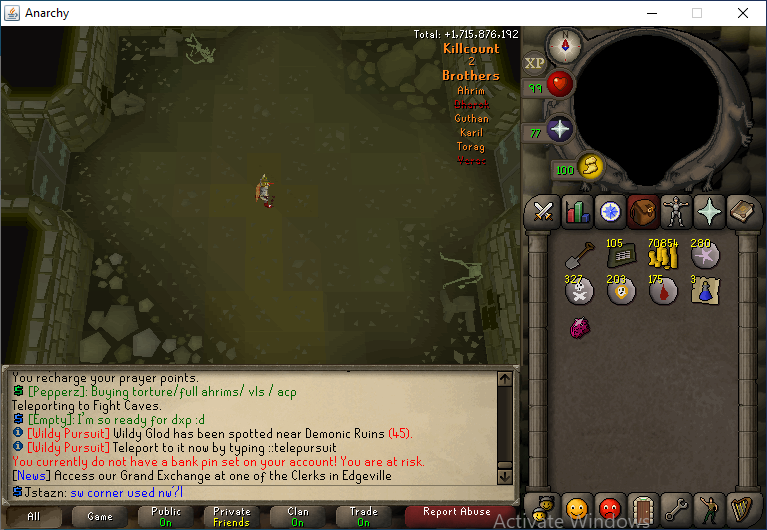 Anarchy
Total: +1,715,876,192
Killcount
2
Brothers
Ahrim
Dharok
Guthan
Karil
Torag
Verac
N
XP
99
77
100
105
70854
280
327
203
175
3
You recharge your prayer points.
[Pepperz]: Buying torture/full ahrims/ vls / acp
Teleporting to Fight Caves.
[Empty]: I'm so ready for dxp :d
[Wildy Pursuit] Wildy Glod has been spotted near Demonic Ruins (45).
[Wildy Pursuit] Teleport to it now by typing ::telepursuit
You currently do not have a bank pin set on your account! You are at risk.
[News] Access our Grand Exchange at one of the Clerks in Edgeville
Jstazn: sw corner used nw?
All
Game
Public
On
Private
Friends
Clan
On
Trade
On
Report Abuse
Activate Windows